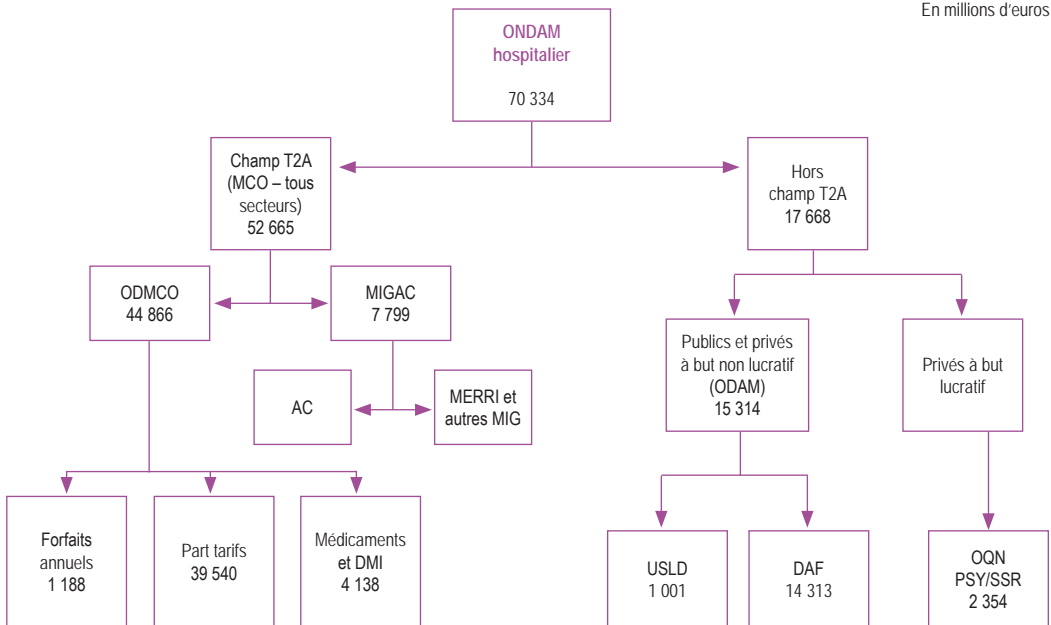 En millions d'euros
ONDAM
hospitalier
70 334
Champ T2A
(MCO – tous
secteurs)
52 665
Hors
champ T2A
17 668
ODMCO
44 866
MIGAC
7 799
Publics et privés
à but non lucratif
(ODAM)
15 314
Privés à but
lucratif
AC
MERRI et
autres MIG
Forfaits
annuels
1 188
Part tarifs
39 540
Médicaments
et DMI
4 138
USLD
1 001
DAF
14 313
OQN
PSY/SSR
2 354